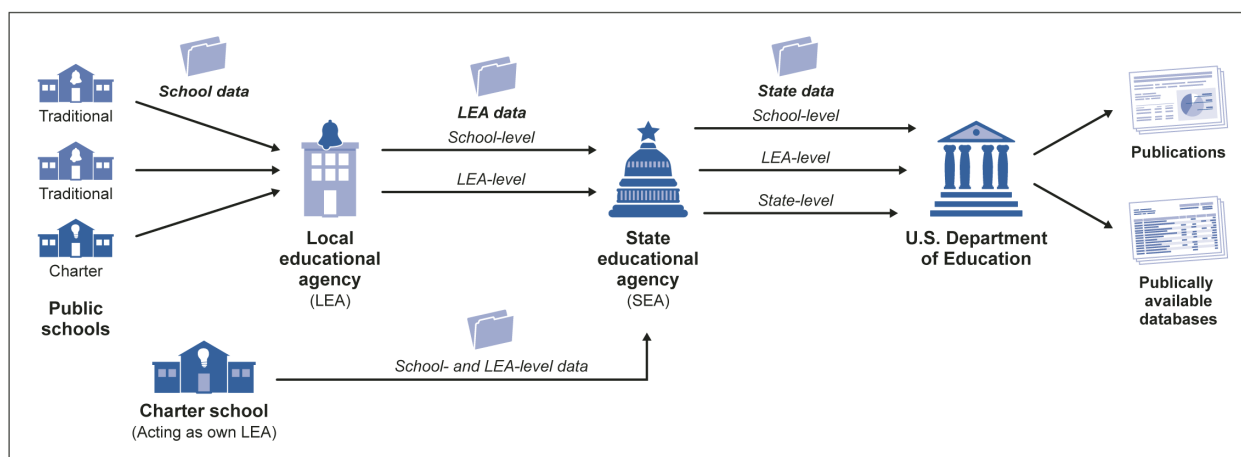 School data
Traditional
Traditional
Charter
Public
schools
Local
educational
agency
(LEA)
LEA data
School-level
LEA-level
State
educational
agency
(SEA)
State data
School-level
LEA-level
State-level
U.S. Department
of Education
Publications
Publically
available
databases
Charter school
(Acting as own LEA)
School- and LEA-level data